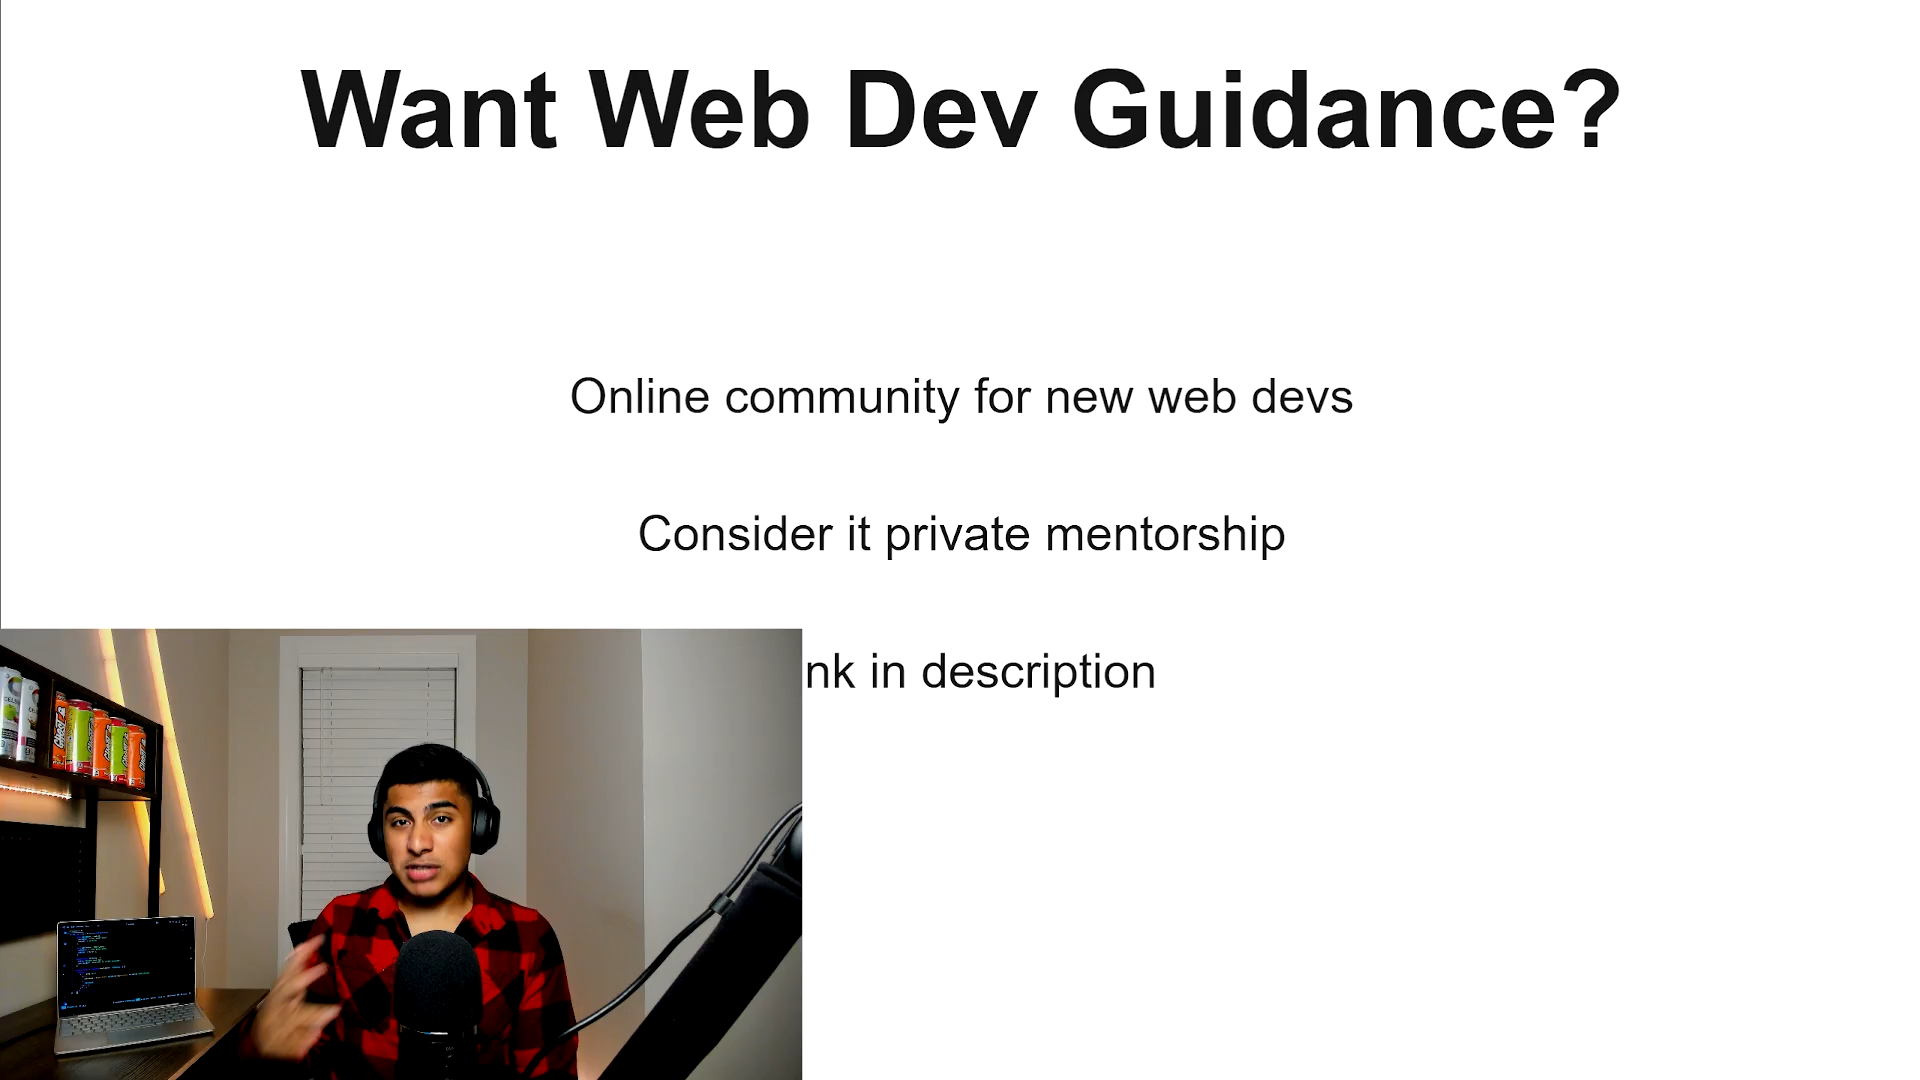 Want Web Dev Guidance?
Online community for new web devs
Consider it private mentorship
nk in description